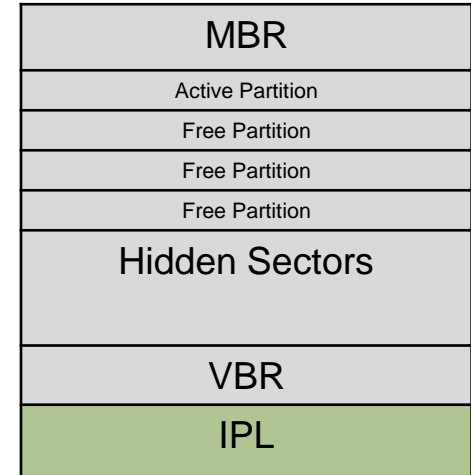 MBR
Active Partition
Free Partition
Free Partition
Free Partition
Hidden Sectors
VBR
IPL